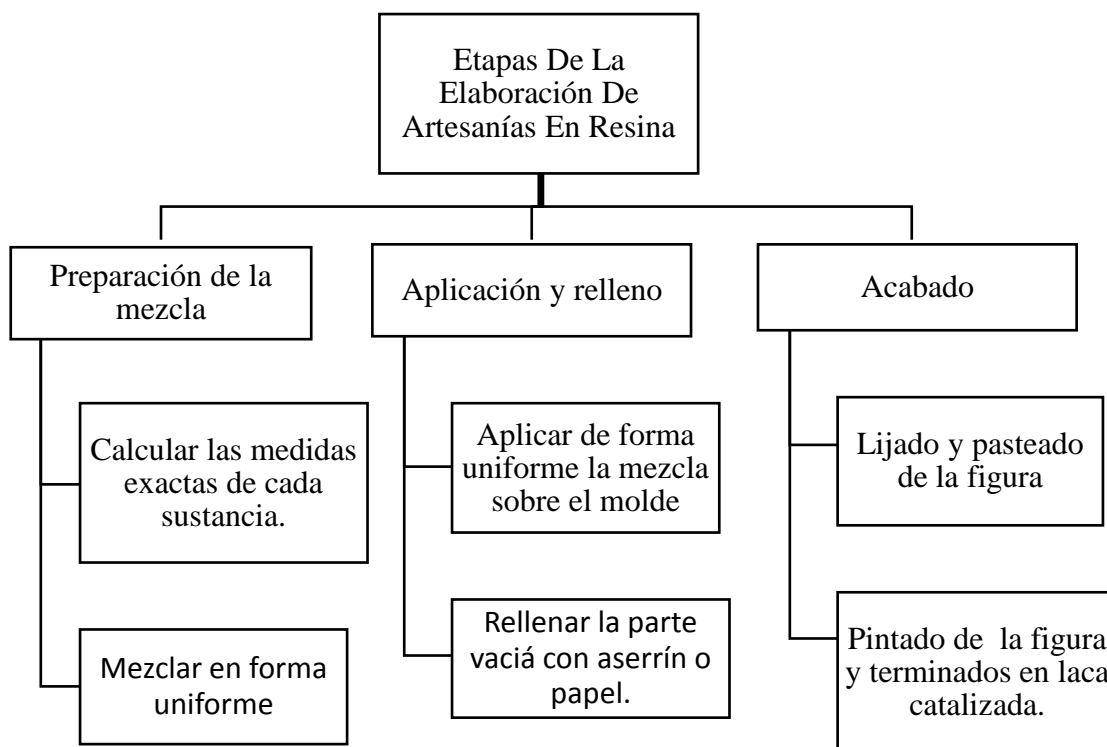 Etapas De La
Elaboración De
Artesanías En Resina
Preparación de la
mezcla
Calcular las medidas
exactas de cada
sustancia.
Mezclar en forma
uniforme
Aplicación y relleno
Aplicar de forma
uniforme la mezcla
sobre el molde
Rellenar la parte
vaciá con aserrín o
papel.
Acabado
Lijado y pasteado
de la figura
Pintado de la figura
y terminados en laca
catalizada.